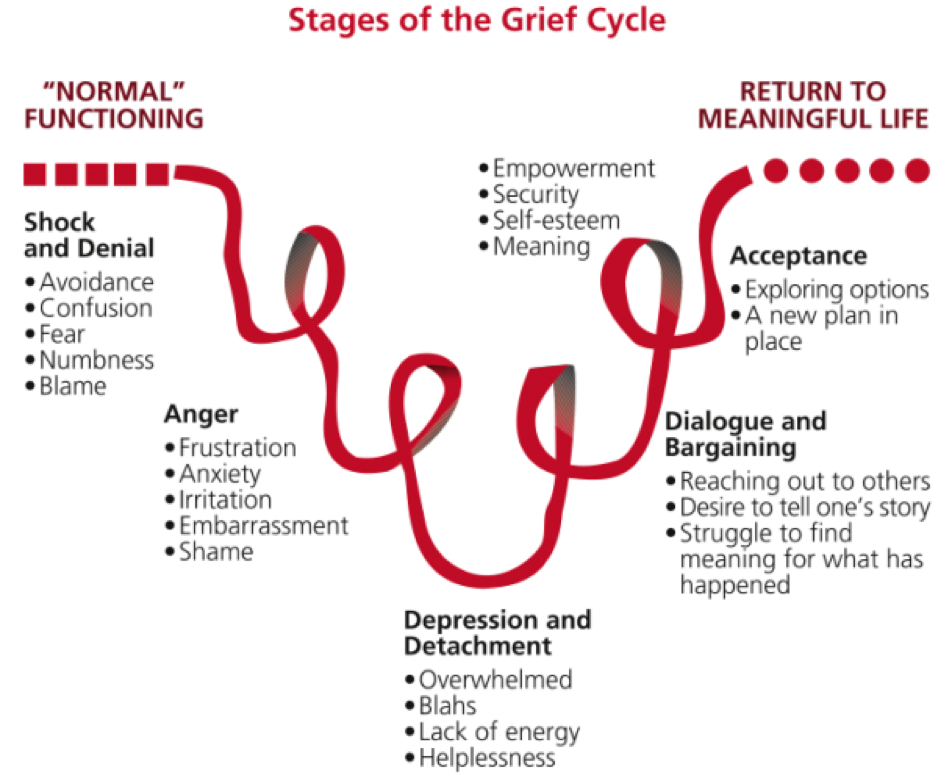 Stages of the Grief Cycle
“NORMAL”
FUNCTIONING
RETURN TO
MEANINGFUL LIFE
Shock
and Denial
• Avoidance
• Confusion
• Fear
• Numbness
• Blame
Anger
• Frustration
• Anxiety
• Irritation
• Embarrassment
• Shame
Depression and
Detachment
• Overwhelmed
• Blahs
• Lack of energy
• Helplessness
Dialogue and
Bargaining
• Reaching out to others
• Desire to tell one’s story
• Struggle to find
meaning for what has
happened
Acceptance
• Exploring options
• A new plan in
place
• Empowerment
• Security
• Self-esteem
• Meaning